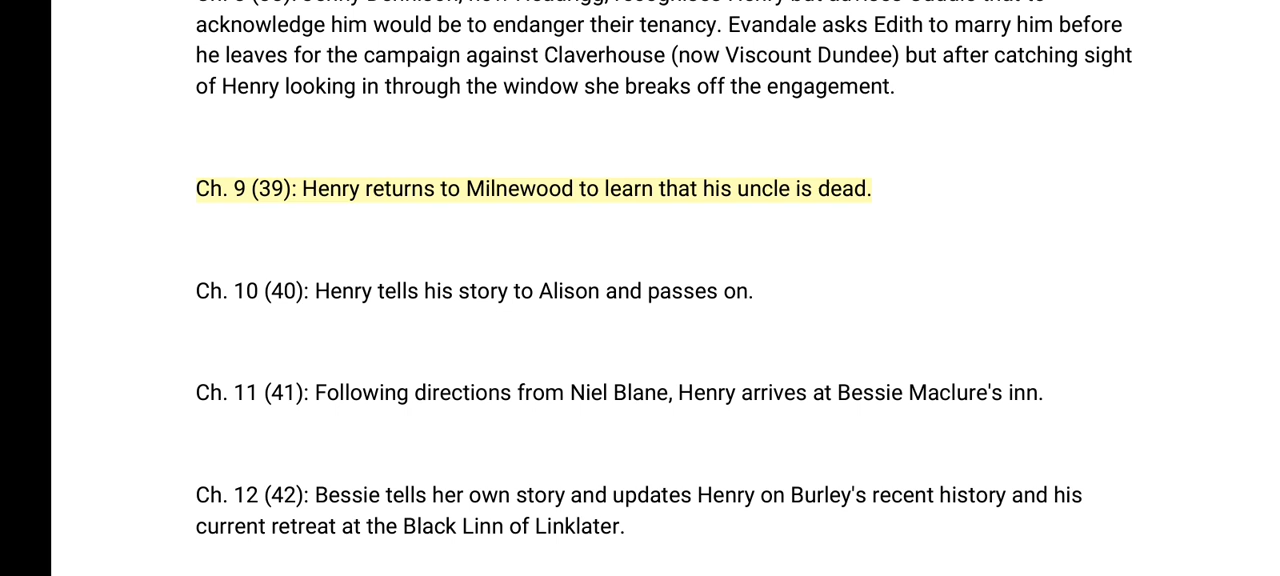 acknowledge him would be to endanger their tenancy. Evandale asks Edith to marry him before
he leaves for the campaign against Claverhouse (now Viscount Dundee) but after catching sight
of Henry looking in through the window she breaks off the engagement.
Ch. 9 (39): Henry returns to Milnewood to learn that his uncle is dead.
Ch. 10 (40): Henry tells his story to Alison and passes on.
Ch. 11 (41): Following directions from Niel Blane, Henry arrives at Bessie Maclure's inn.
Ch. 12 (42): Bessie tells her own story and updates Henry on Burley's recent history and his
current retreat at the Black Linn of Linklater.